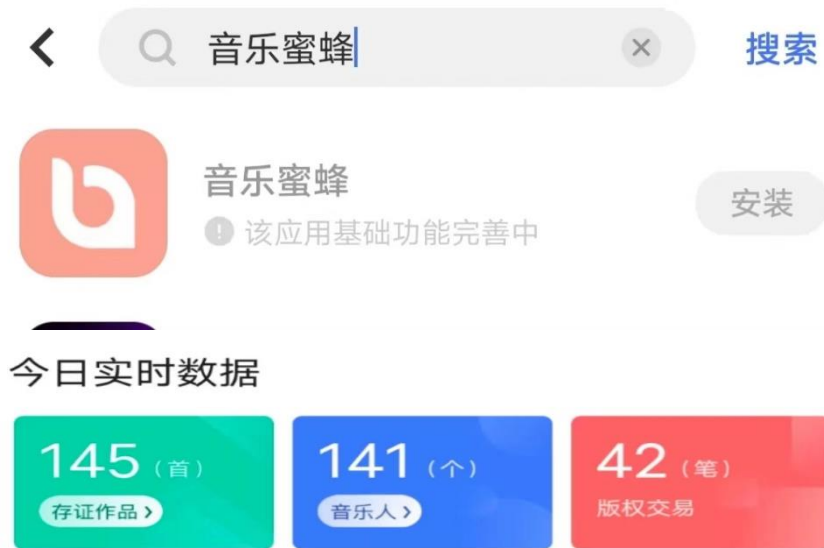 音乐蜜蜂 搜索
音乐蜜蜂
该应用基础功能完善中
安装
今日实时数据
145（首） 141（个） 42（笔）
存证作品 音乐人 版权交易